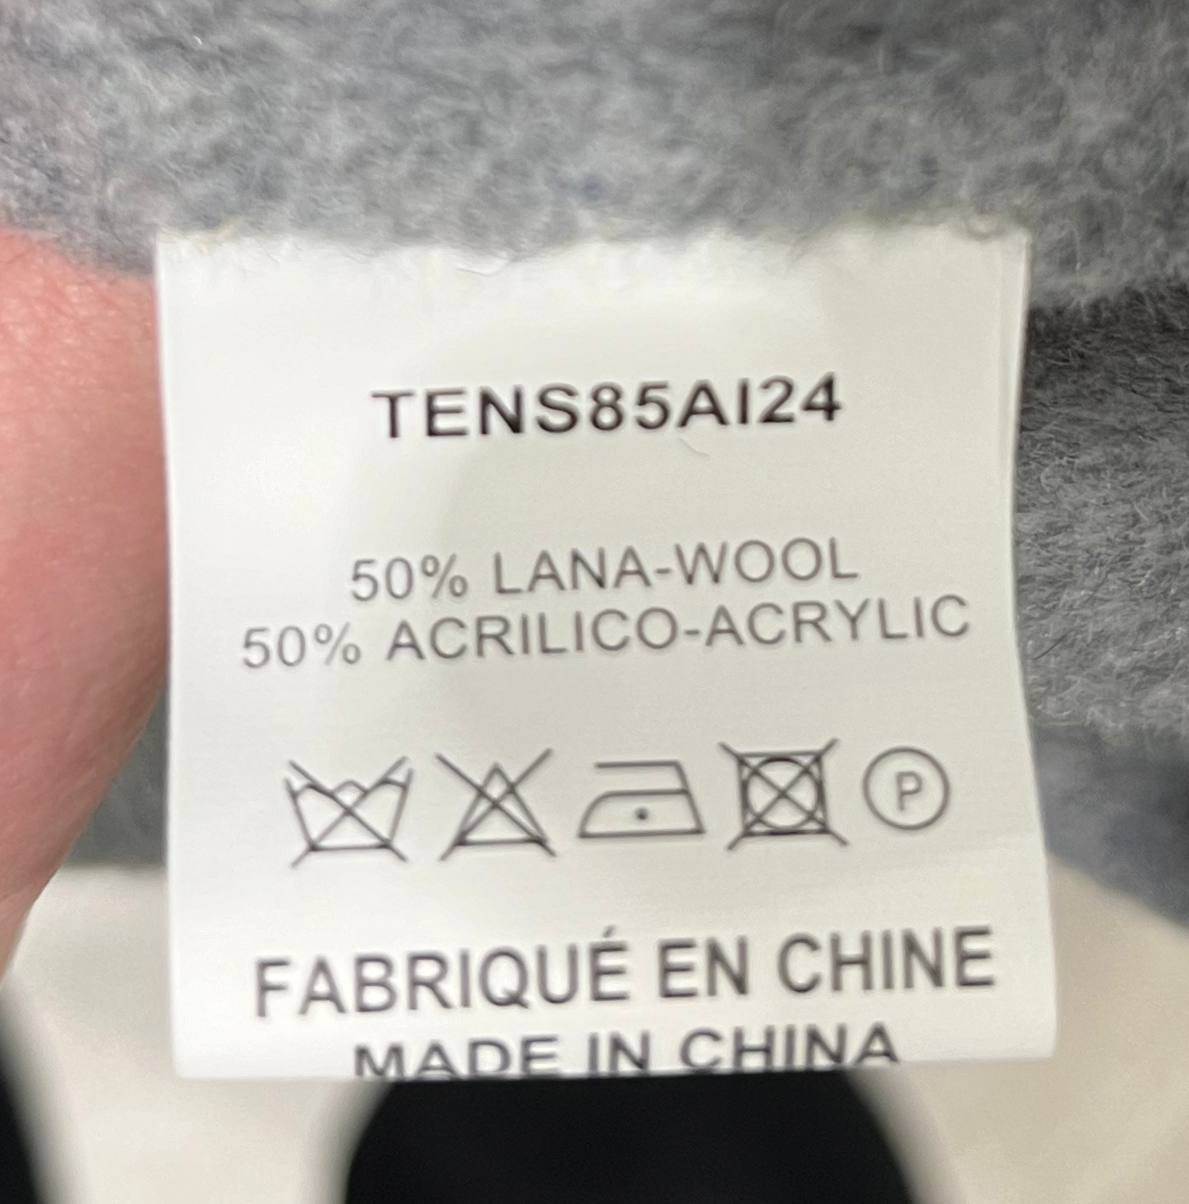 TENS85AI24
50% LANA-WOOL
50% ACRILICO-ACRYLIC
P
FABRIQUÉ EN CHINE
MADE IN CHINA